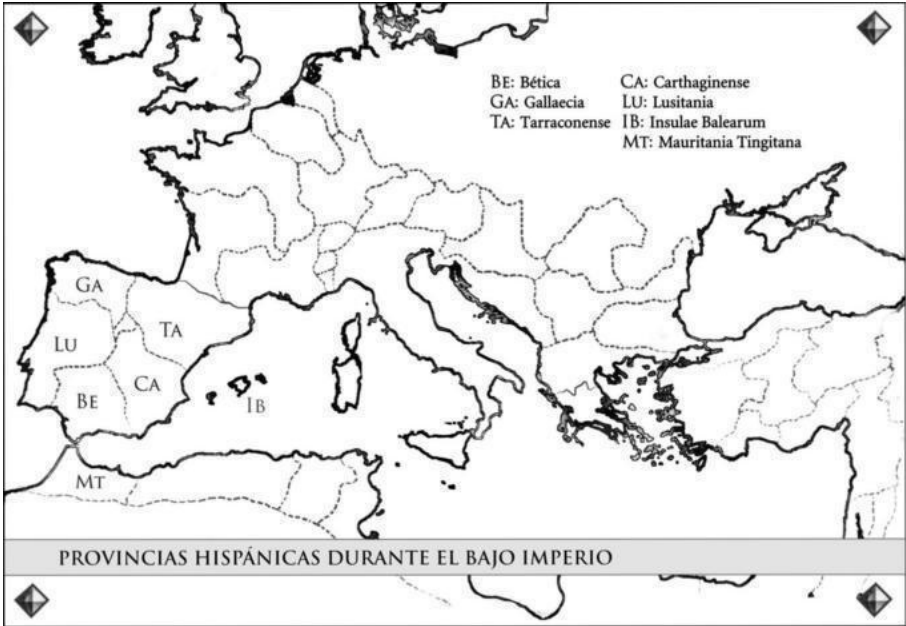 BE: Bética
GA: Gallaecia
TA: Tarraconense
CA: Carthaginense
LU: Lusitania
IB: Insulae Balearum
MT: Mauritania Tingitana
GA
TA
LU
CA
BE
IB
MT
PROVINCIAS HISPÁNICAS DURANTE EL BAJO IMPERIO